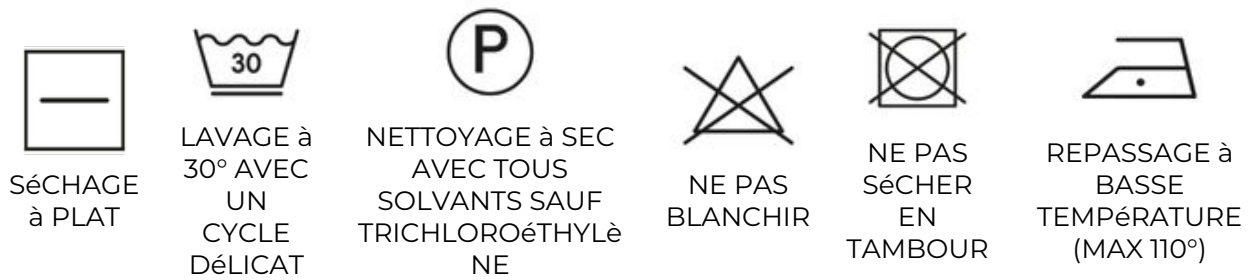 SéCHAGE
à PLAT
30
LAVAGE à
30° AVEC
UN
CYCLE
DéLICAT
P
NETTOYAGE à SEC
AVEC TOUS
SOLVANTS SAUF
TRICHLOROéTHYLè
NE
NE PAS
BLANCHIR
NE PAS
SéCHER
EN
TAMBOUR
REPASSAGE à
BASSE
TEMPéRATURE
(MAX 110°)